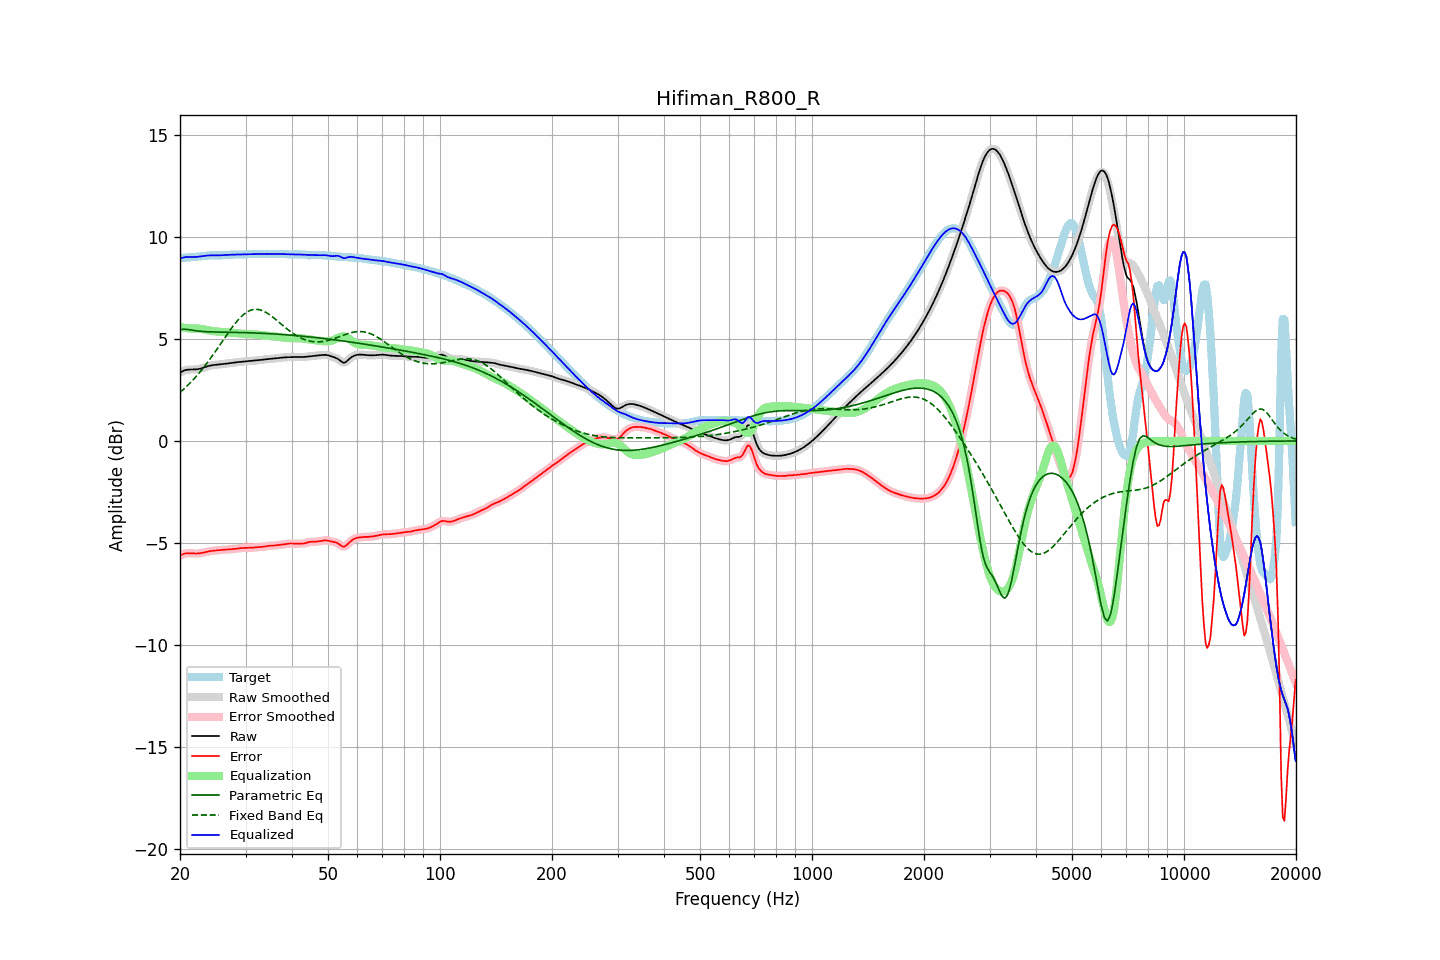 Hifiman_R800_R
Amplitude (dBr)
15
10
5
0
−5
−10
−15
−20
Target
Raw Smoothed
Error Smoothed
Raw
Error
Equalization
Parametric Eq
Fixed Band Eq
Equalized
20 50 100 200 500 1000 2000 5000 10000 20000
Frequency (Hz)